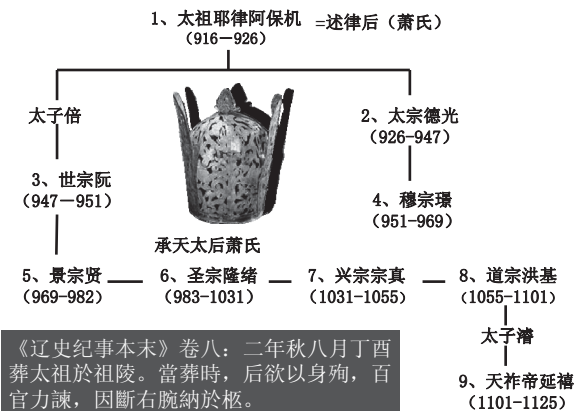 1、太祖耶律阿保机 =述律后（萧氏）
(916－926)
太子倍
2、太宗德光
(926-947)
3、世宗阮
(947－951)
4、穆宗璟
(951-969)
承天太后萧氏
5、景宗贤
(969-982)
6、圣宗隆绪
(983-1031)
7、兴宗宗真
(1031-1055)
8、道宗洪基
(1055-1101)
太子濬
9、天祚帝延禧
(1101-1125)
《辽史纪事本末》卷八：二年秋八月丁酉
葬太祖於祖陵。當葬時，后欲以身殉，百
官力諫，因斷右腕納於柩。